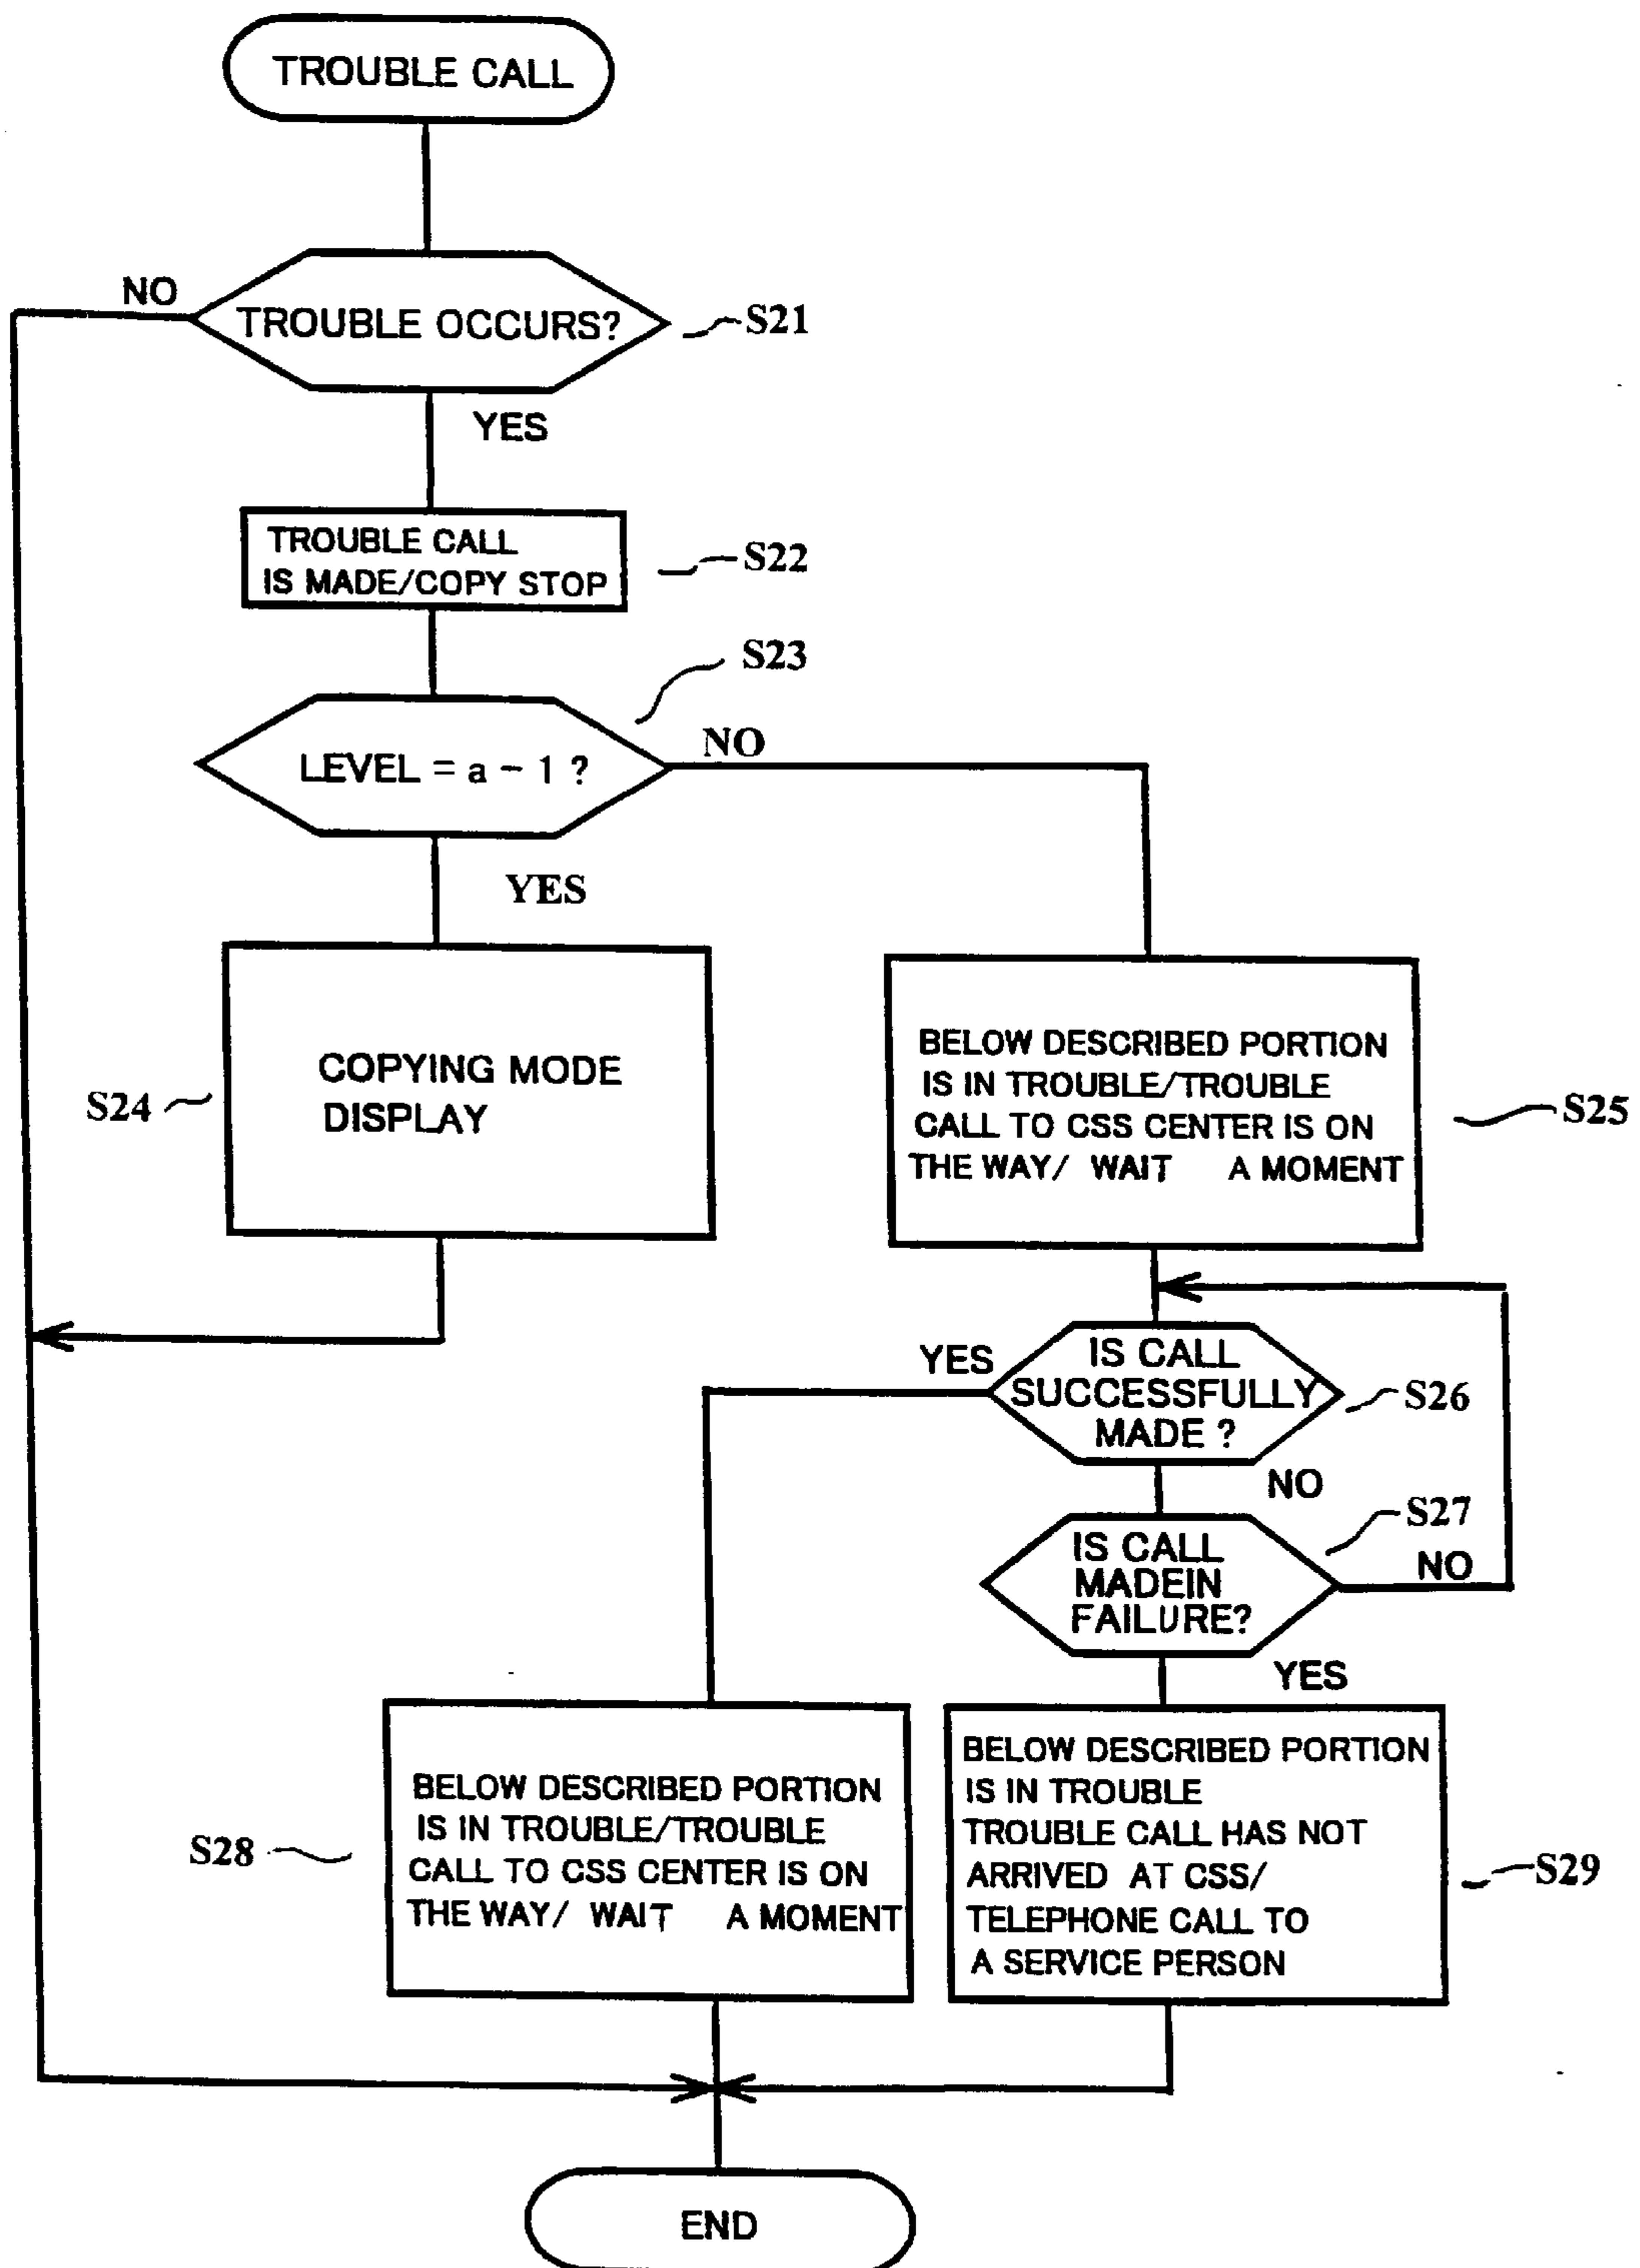 TROUBLE CALL
NO
TROUBLE OCCURS?
S21
YES
TROUBLE CALL
IS MADE/COPY STOP
S22
S23
LEVEL = a - 1 ?
NO
YES
COPYING MODE
DISPLAY
S24
BELOW DESCRIBED PORTION
IS IN TROUBLE/TROUBLE
CALL TO CSS CENTER IS ON
THE WAY/ WAIT A MOMENT
S25
YES
IS CALL
SUCCESSFULLY
MADE ?
S26
NO
S27
IS CALL
MADEIN
FAILURE?
NO
YES
BELOW DESCRIBED PORTION
IS IN TROUBLE/TROUBLE
CALL TO CSS CENTER IS ON
THE WAY/ WAIT A MOMENT
S28
BELOW DESCRIBED PORTION
IS IN TROUBLE
TROUBLE CALL HAS NOT
ARRIVED AT CSS/
TELEPHONE CALL TO
A SERVICE PERSON
S29
END